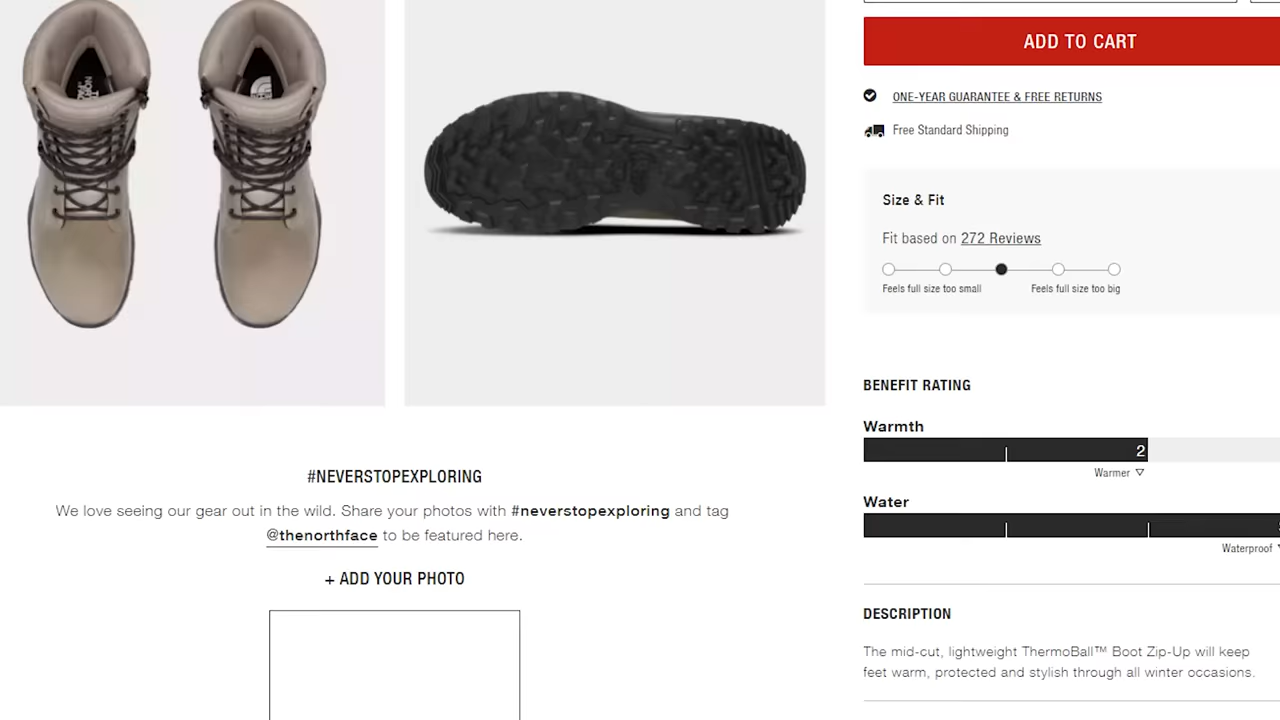 ADD TO CART
ONE-YEAR GUARANTEE & FREE RETURNS
Free Standard Shipping
Size & Fit
Fit based on 272 Reviews
Feels full size too small Feels full size too big
BENEFIT RATING
Warmth
2
Warmer
Water
Waterproof
DESCRIPTION
The mid-cut, lightweight ThermoBall™ Boot Zip-Up will keep
feet warm, protected and stylish through all winter occasions.
#NEVERSTOPEXPLORING
We love seeing our gear out in the wild. Share your photos with #neverstopexploring and tag
@thenorthface to be featured here.
+ ADD YOUR PHOTO